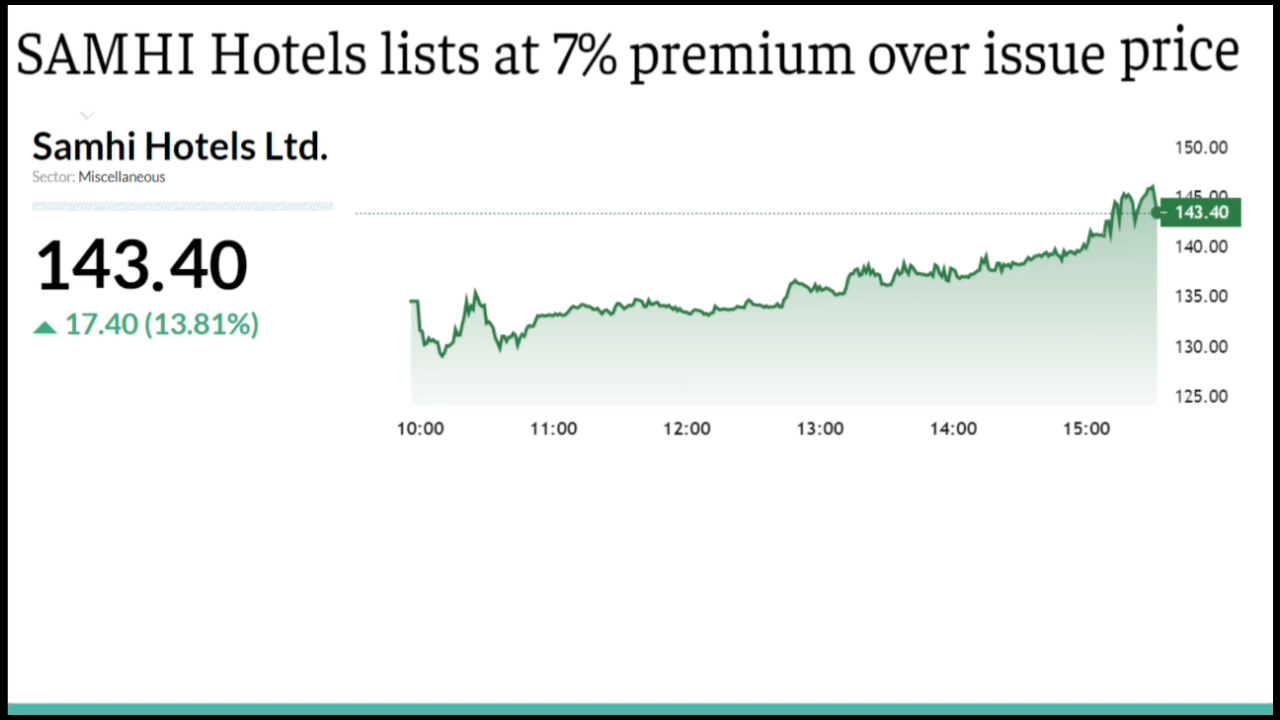 SAMHI Hotels lists at 7% premium over issue price
Samhi Hotels Ltd.
Sector: Miscellaneous
143.40
▲ 17.40 (13.81%)
150.00
145.00
143.40
140.00
135.00
130.00
125.00
10:00 11:00 12:00 13:00 14:00 15:00